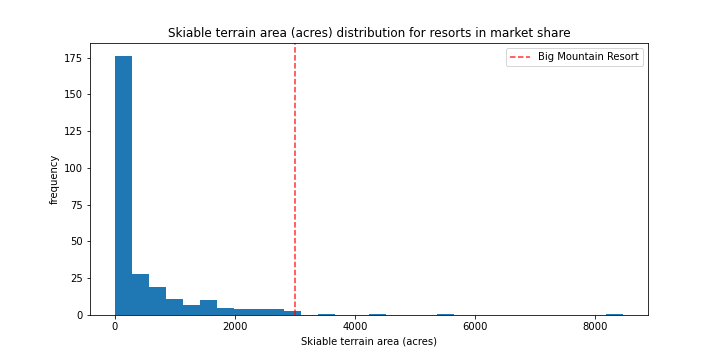 Skiable terrain area (acres) distribution for resorts in market share
Big Mountain Resort
175
150
125
100
75
50
25
0
frequency
0 2000 4000 6000 8000
Skiable terrain area (acres)